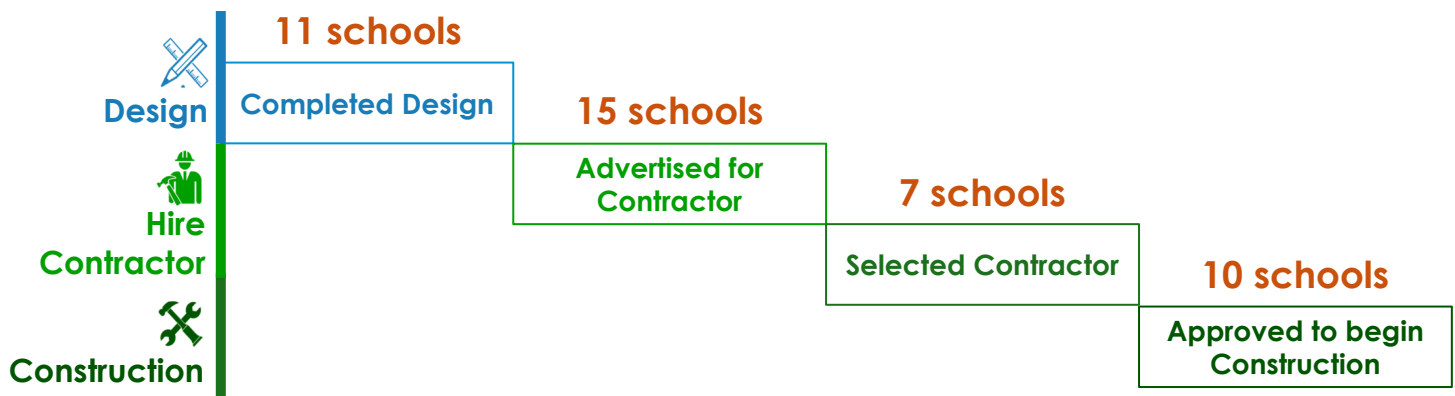 11 schools
Design
Completed Design
15 schools
Hire
Contractor
Advertised for
Contractor
7 schools
Selected Contractor
10 schools
Construction
Approved to begin
Construction